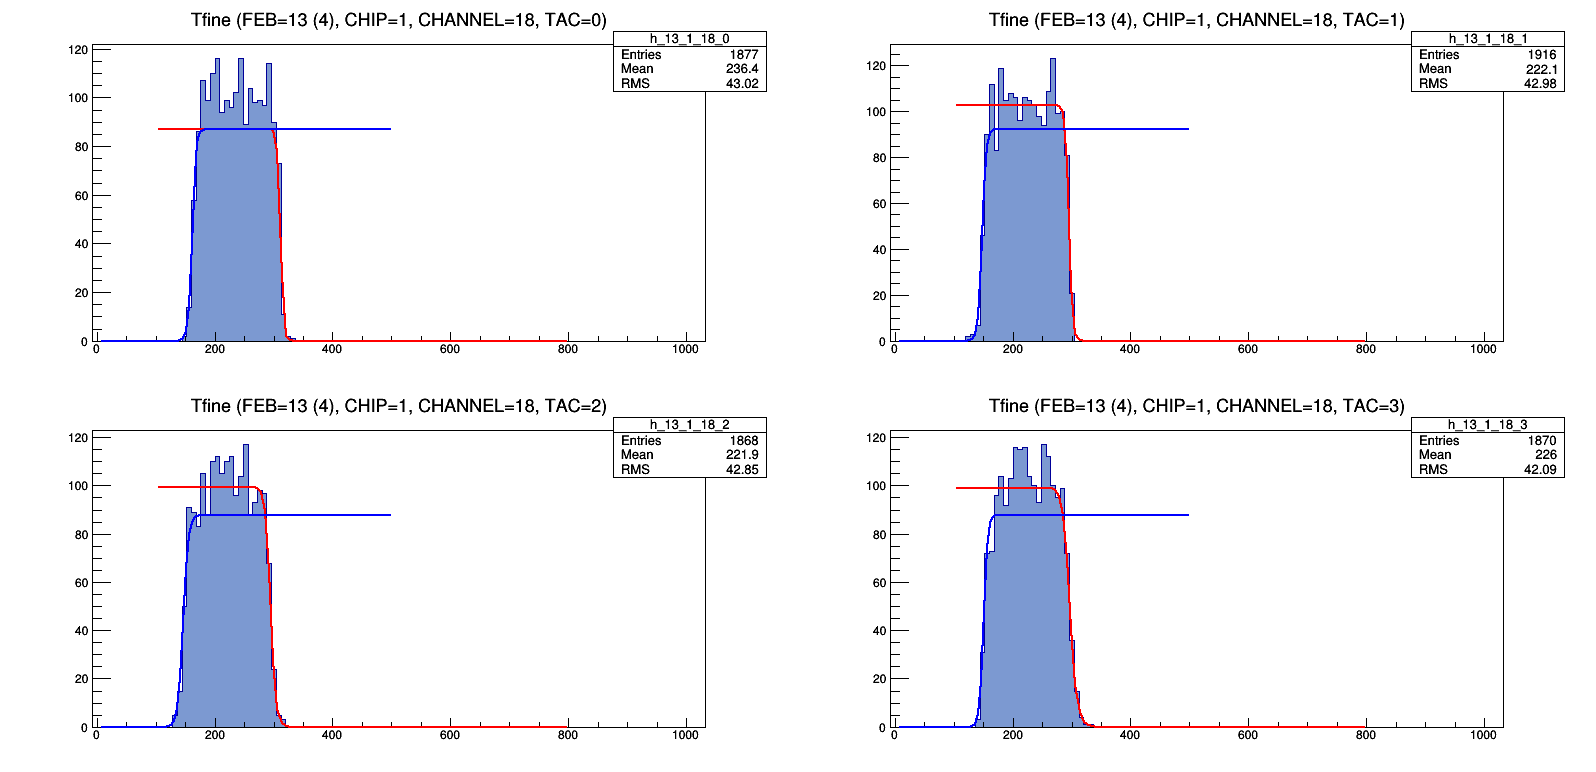 Tfine (FEB=13 (4), CHIP=1, CHANNEL=18, TAC=0)
h_13_1_18_0
Entries 1877
Mean 236.4
RMS 43.02
120
100
80
60
40
20
0
0 200 400 600 800 1000
Tfine (FEB=13 (4), CHIP=1, CHANNEL=18, TAC=1)
h_13_1_18_1
Entries 1916
Mean 222.1
RMS 42.98
120
100
80
60
40
20
0
0 200 400 600 800 1000
Tfine (FEB=13 (4), CHIP=1, CHANNEL=18, TAC=2)
h_13_1_18_2
Entries 1868
Mean 221.9
RMS 42.85
120
100
80
60
40
20
0
0 200 400 600 800 1000
Tfine (FEB=13 (4), CHIP=1, CHANNEL=18, TAC=3)
h_13_1_18_3
Entries 1870
Mean 226
RMS 42.09
120
100
80
60
40
20
0
0 200 400 600 800 1000